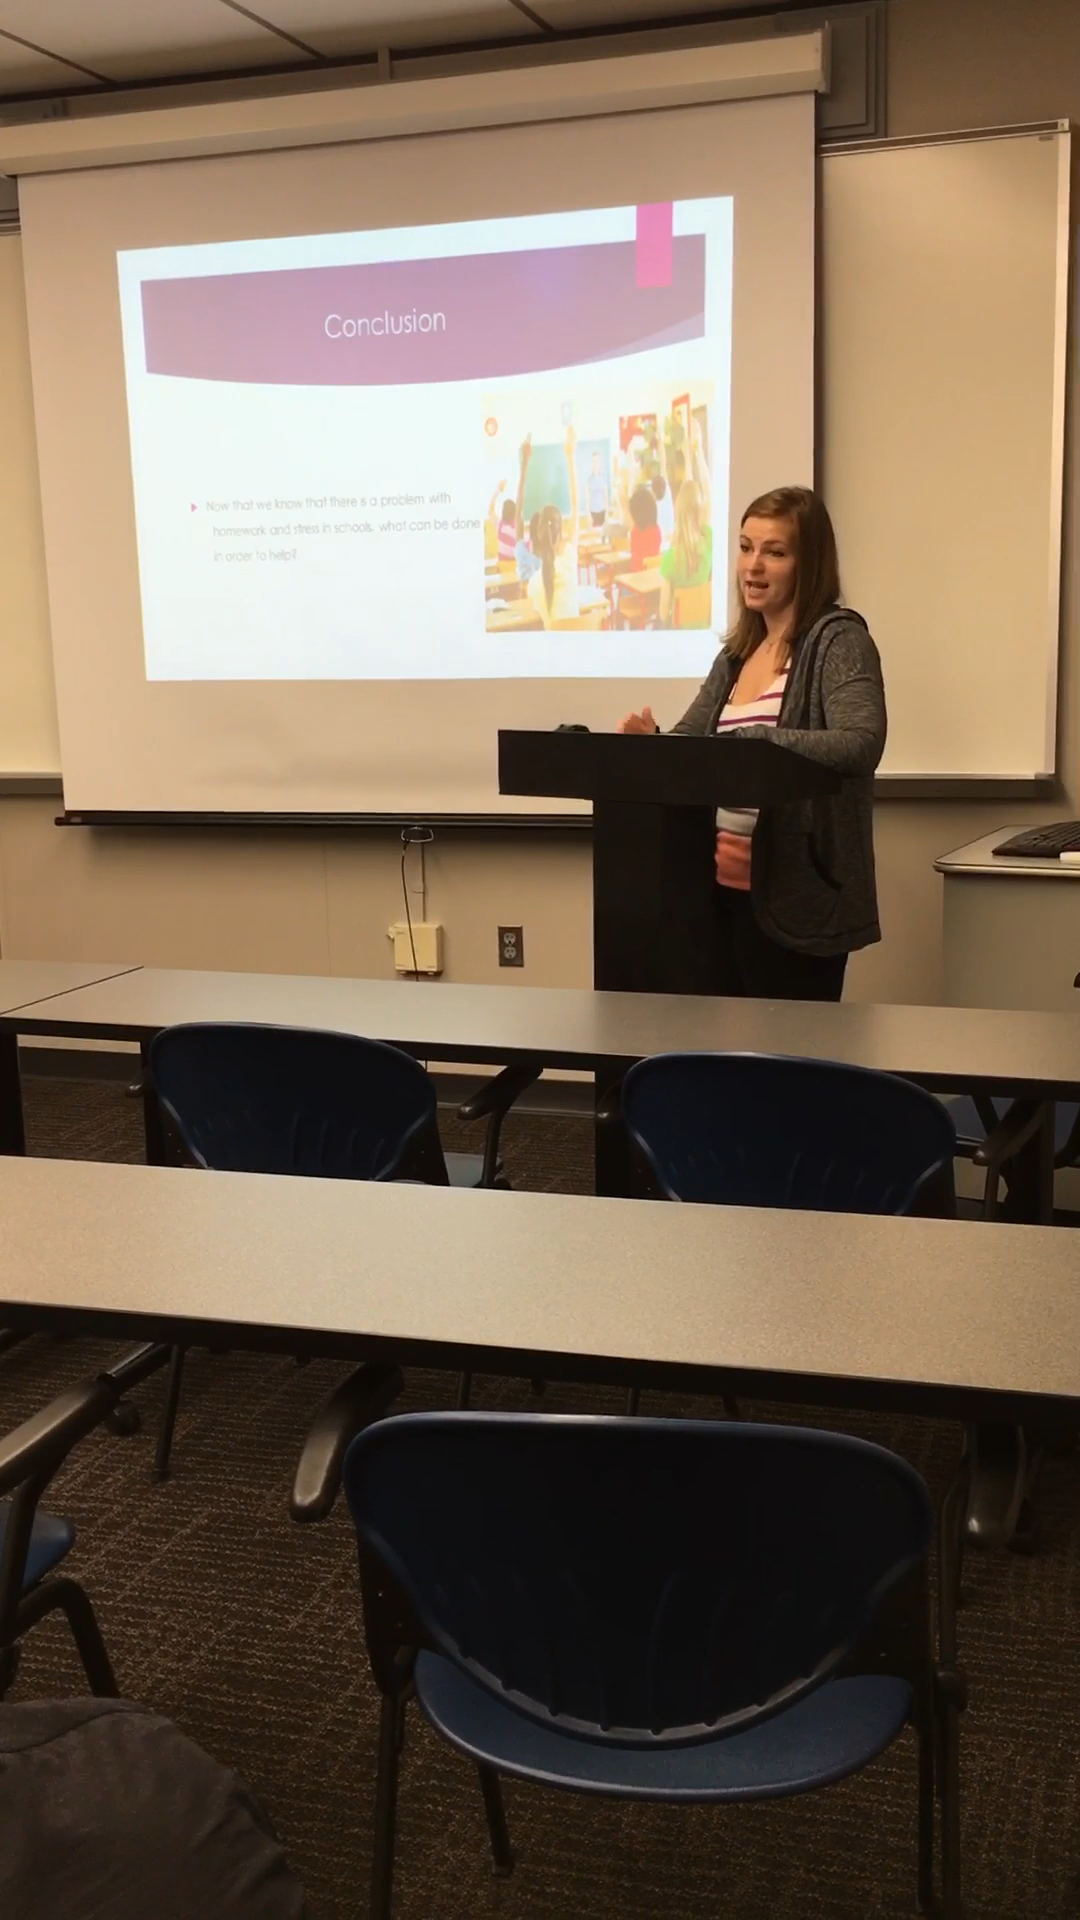 Conclusion
Now that we know that there is a problem with
homework and stress in schools, what can be done
in order to help?